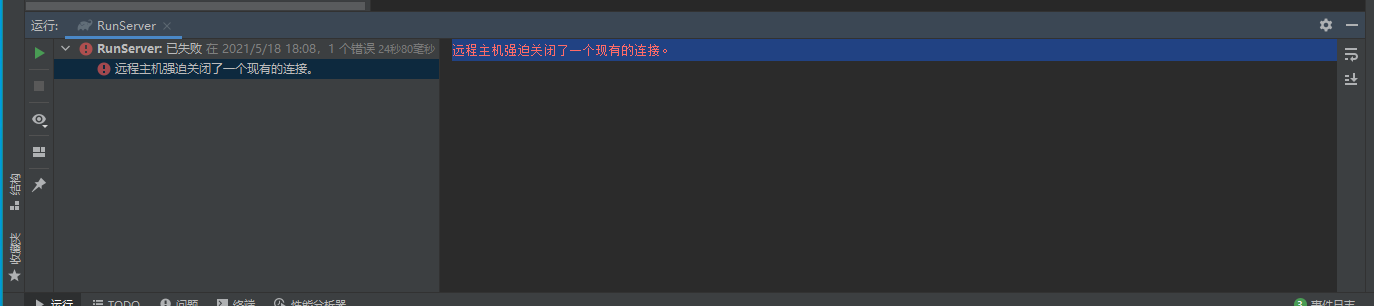 运行: RunServer
RunServer: 已失败 在 2021/5/18 18:08，1 个错误 24秒80毫秒
远程主机强迫关闭了一个现有的连接。
远程主机强迫关闭了一个现有的连接。
结构
收藏夹
运行 TODO 问题 终端 性能分析器 3 事件日志